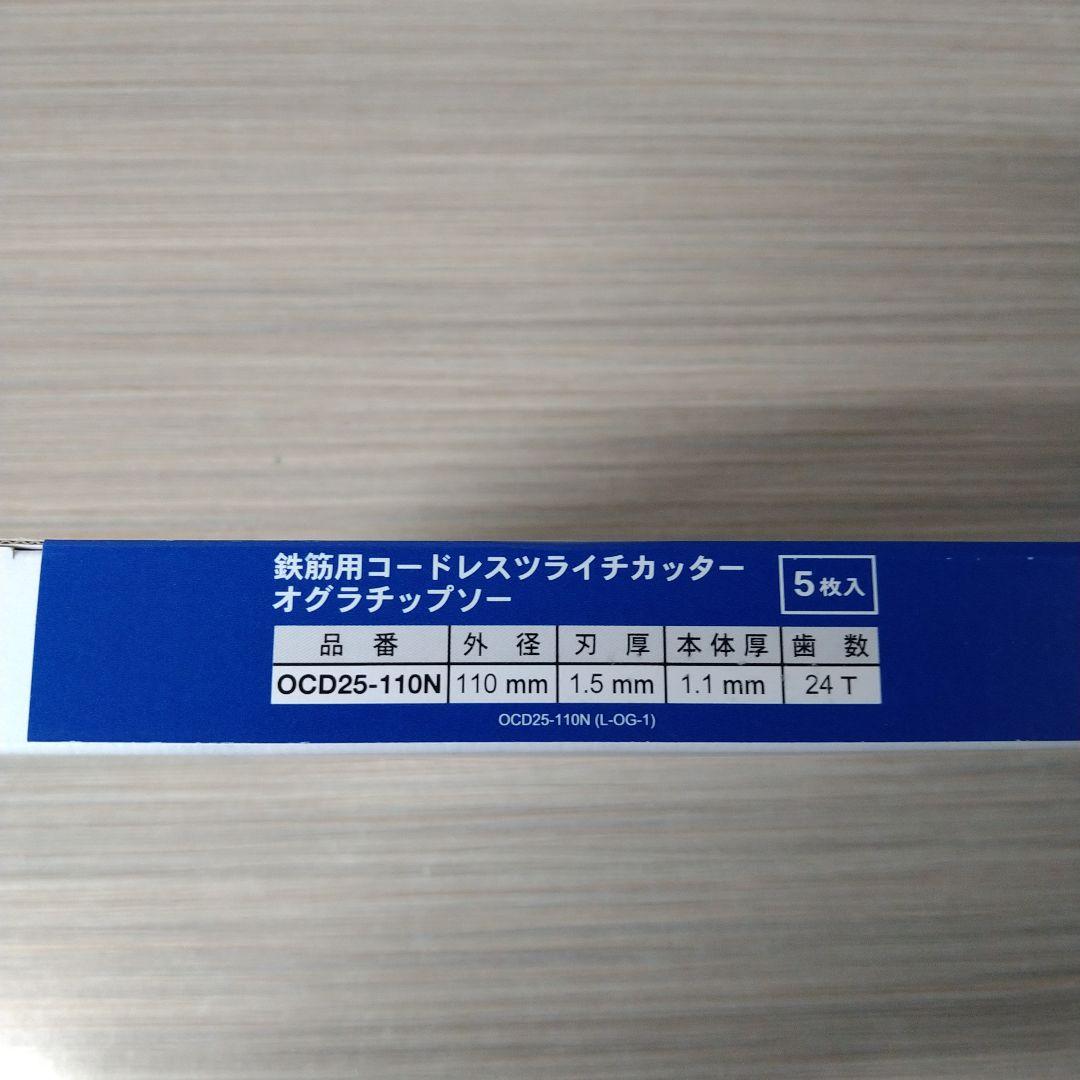 鉄筋用コードレスツライチカッター
オグラチップソー
5枚入
品番 外径 刃厚 本体厚 歯数
OCD25-110N 110 mm 1.5 mm 1.1 mm 24 T
OCD25-110N (L-OG-1)